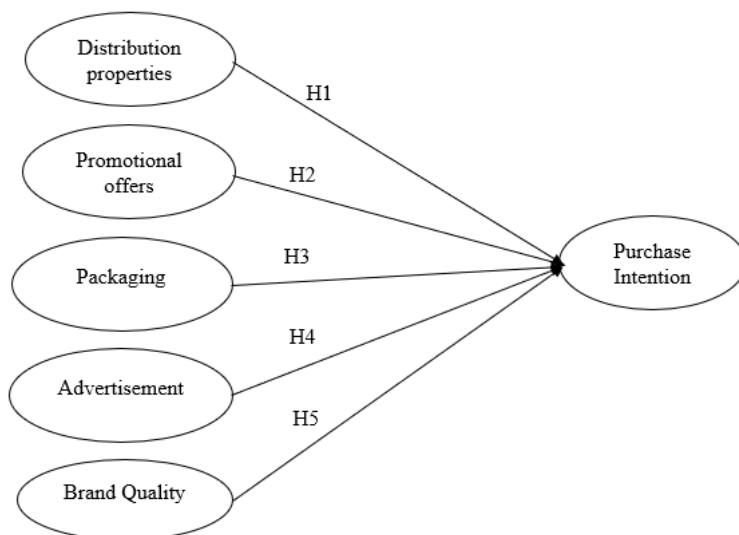 Distribution
properties
H1
Promotional
offers
H2
Packaging
H3
Advertisement
H4
Brand Quality
H5
Purchase
Intention